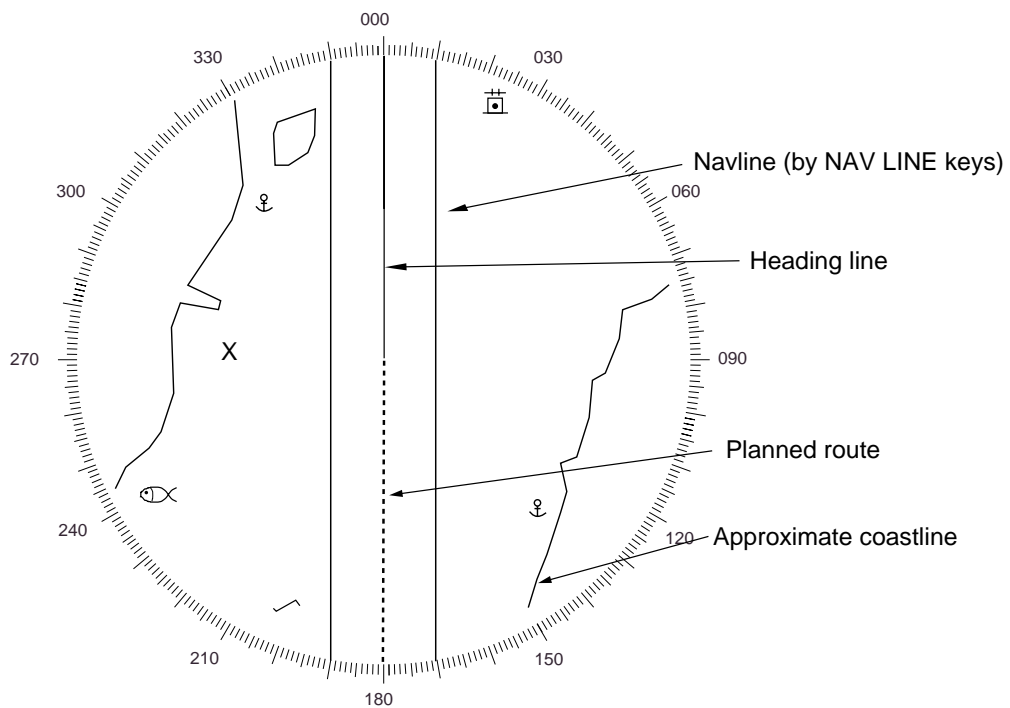 000
330
030
Navline (by NAV LINE keys)
300
060
Heading line
270
X
090
Planned route
240
120
Approximate coastline
210
150
180